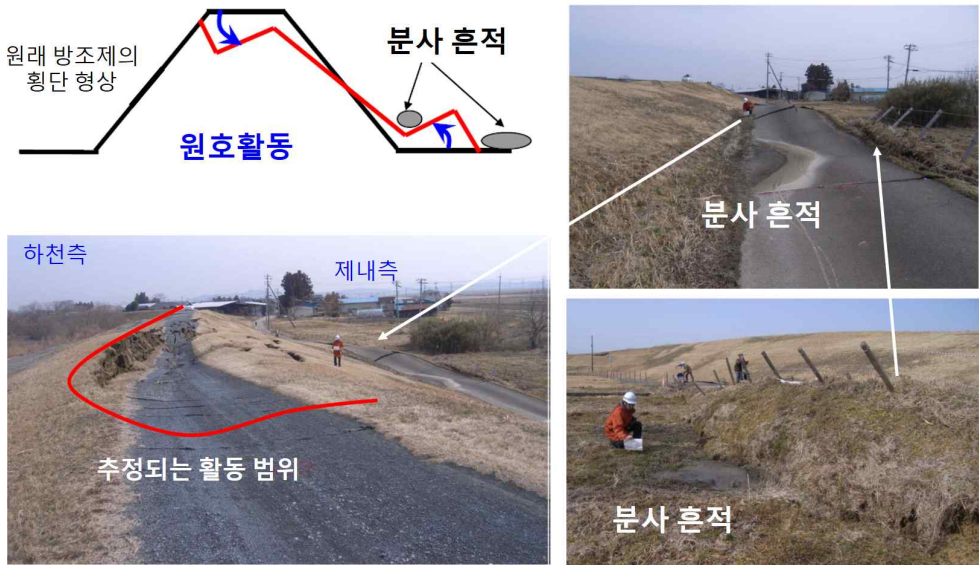 원래 방조제의
횡단 형상
분사 흔적
원호활동
분사 흔적
하천측
제내측
추정되는 활동 범위
분사 흔적